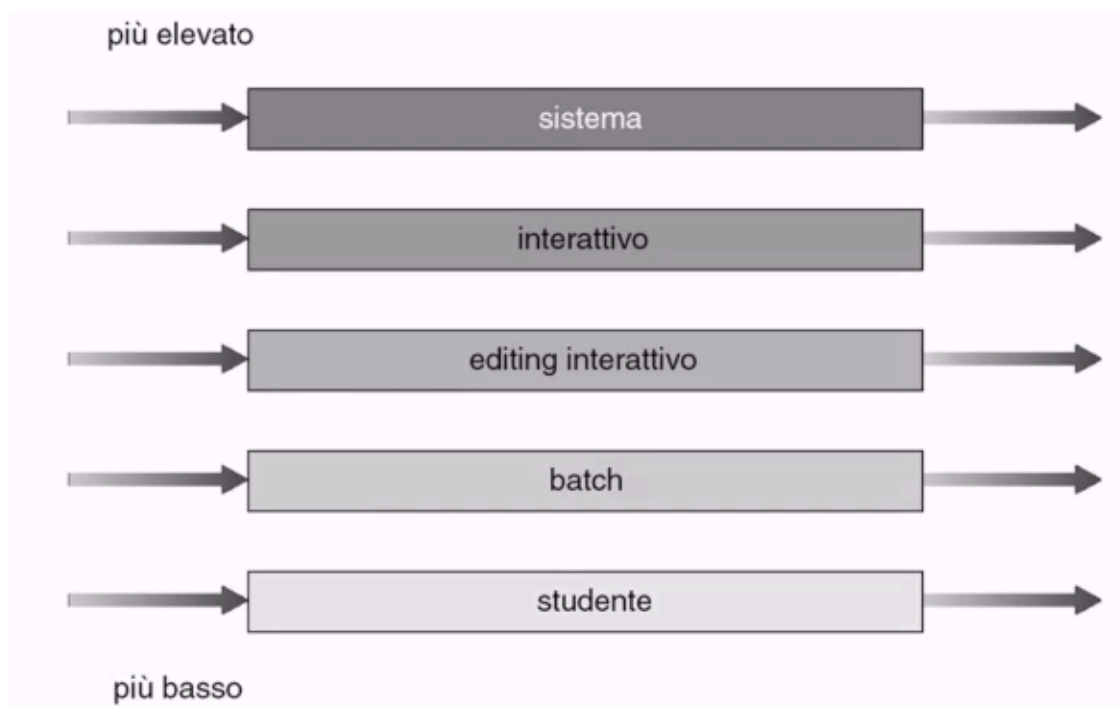 più elevato
sistema
interattivo
editing interattivo
batch
studente
più basso